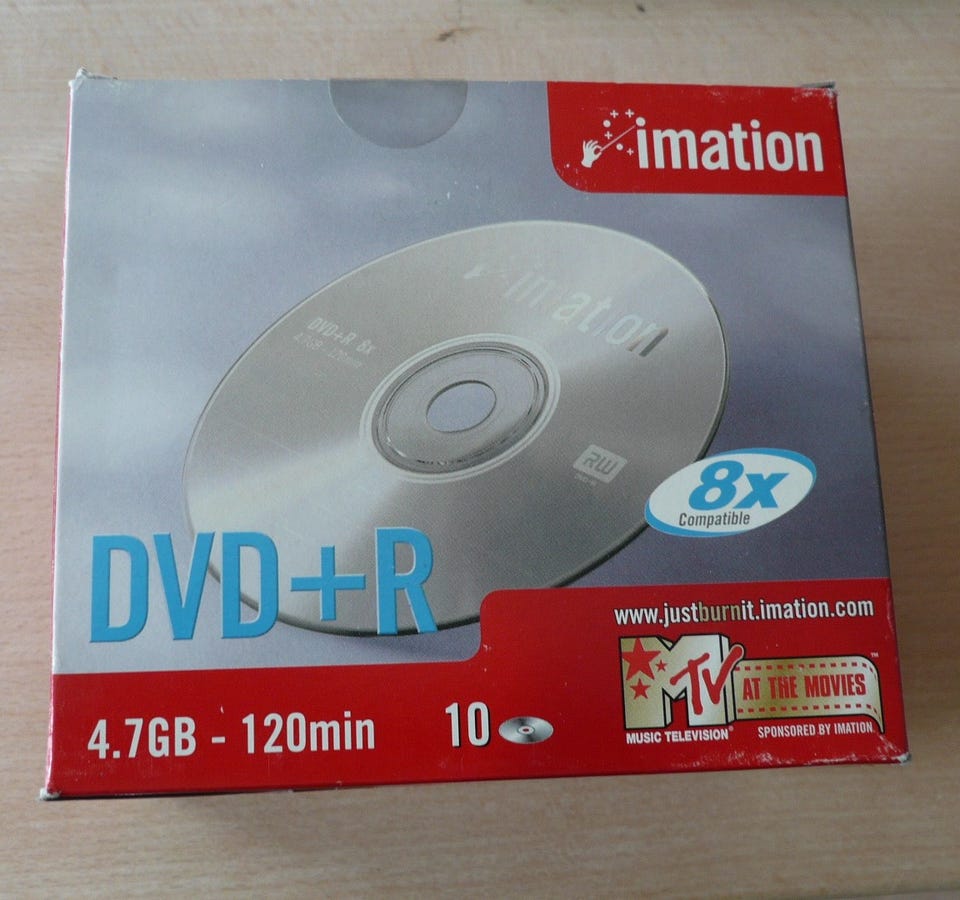 imation
imation
DVD+R 8x
4.7GB - 120min
RW
8x
Compatible
DVD+R
www.justburnit.imation.com
MTV
AT THE MOVIES
™
4.7GB - 120min
10
MUSIC TELEVISION®
SPONSORED BY IMATION